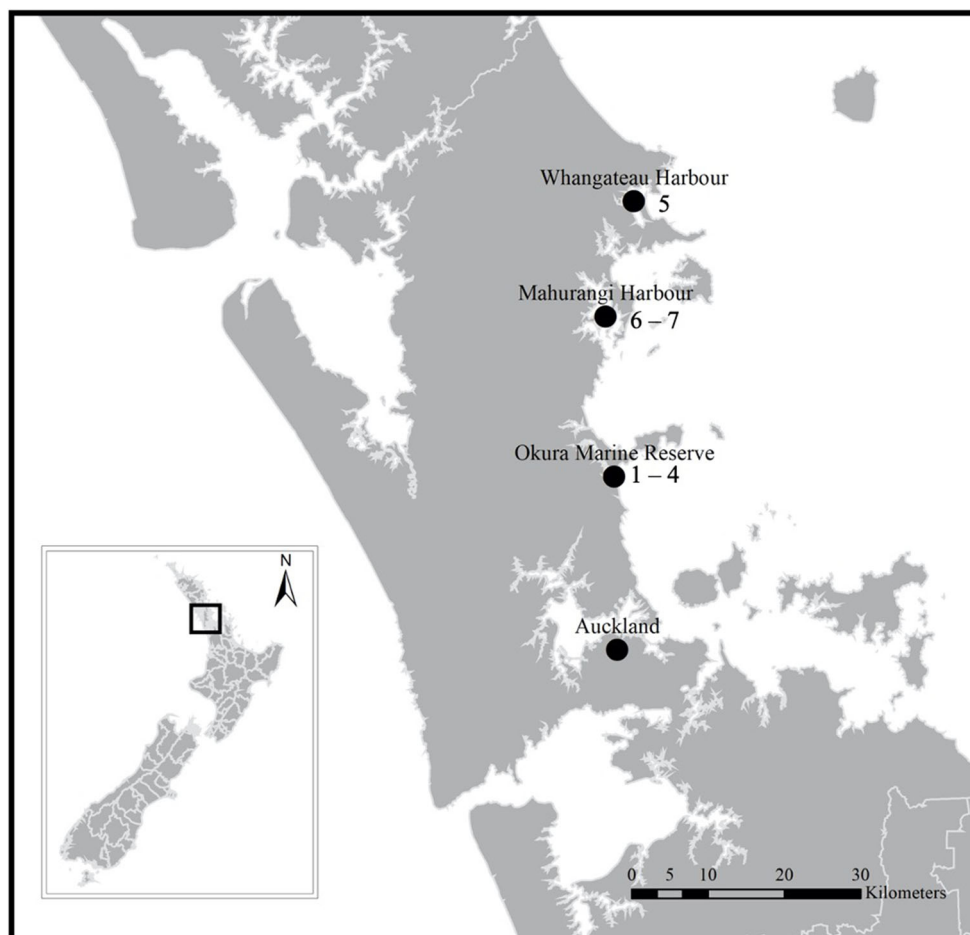 Whangateau Harbour
5
Mahurangi Harbour
6 – 7
Okura Marine Reserve
1 – 4
N
Auckland
0 5 10 20 30
Kilometers